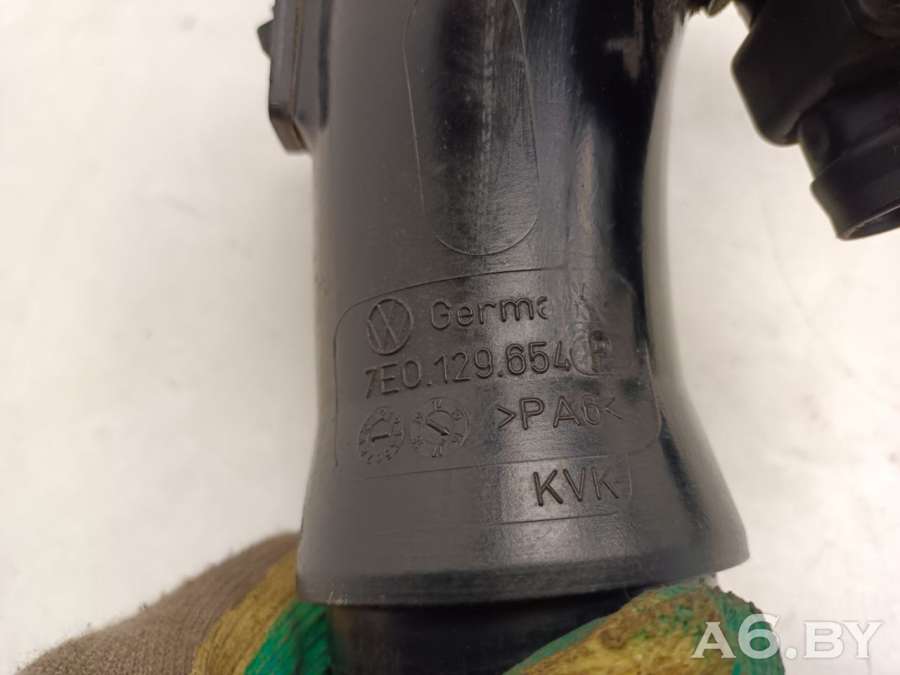 Germa
7E0.129.654
>PA6<
KVK
A6.BY